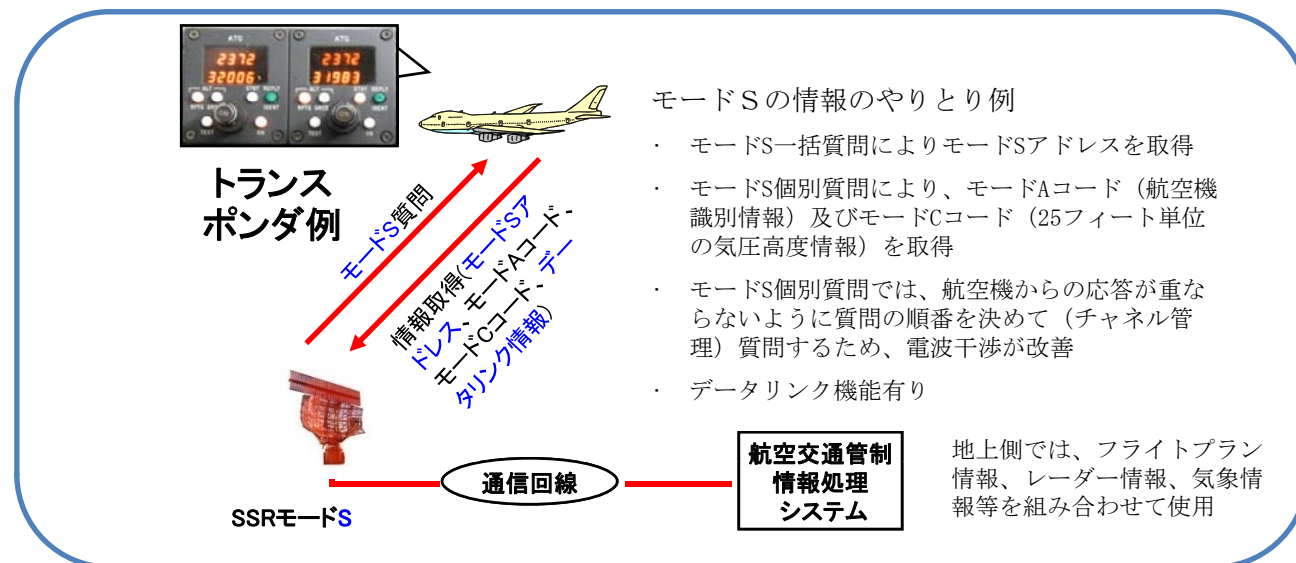 ATC
ATC
2372
32006
2372
31983
ALT
STBY
REPLY
ALT
STBY
REPLY
RPTG
SRCE
IDENT
RPTG
SRCE
IDENT
TEST
ON
TEST
ON
トランス
ポンダ例
モードS質問
情報取得(モードSア
ドレス、モードAコード、
モードCコード、デー
タリンク情報)
SSRモードS
通信回線
航空交通管制
情報処理
システム
モードSの情報のやりとり例
· モードS一括質問によりモードSアドレスを取得
· モードS個別質問により、モードAコード（航空機
識別情報）及びモードCコード（25フィート単位
の気圧高度情報）を取得
· モードS個別質問では、航空機からの応答が重な
らないように質問の順番を決めて（チャネル管
理）質問するため、電波干渉が改善
· データリンク機能有り
地上側では、フライトプラン
情報、レーダー情報、気象情
報等を組み合わせて使用